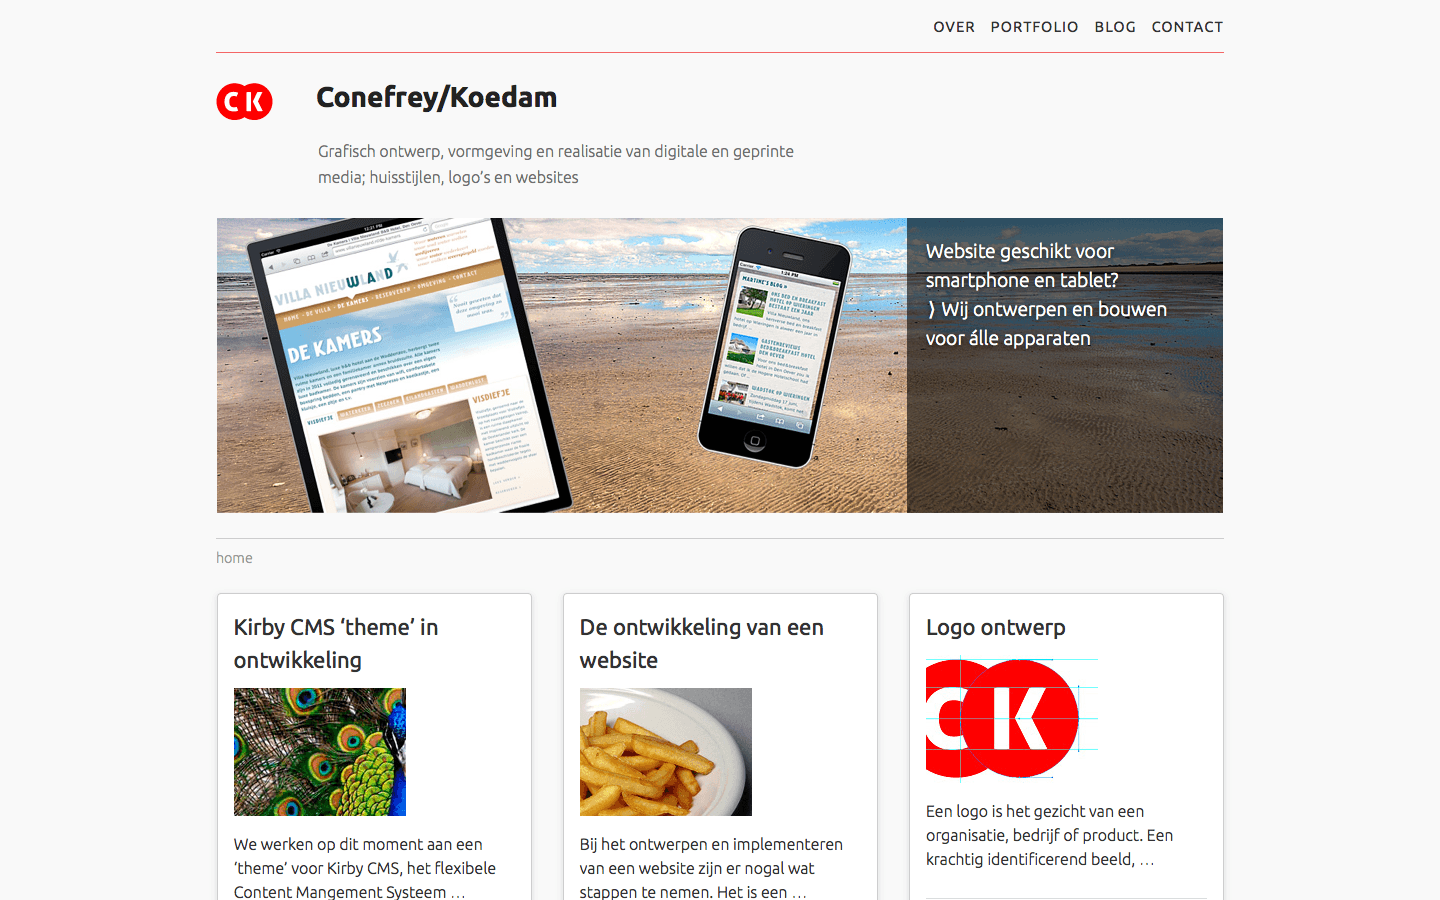 OVER PORTFOLIO BLOG CONTACT
CK
Conefrey/Koedam
Grafisch ontwerp, vormgeving en realisatie van digitale en geprinte
media; huisstijlen, logo’s en websites
VILLA NIEUWLAND
DE KAMERS
VISDIEFJE
MARTINE'S BLOG »
Website geschikt voor
smartphone en tablet?
⟩ Wij ontwerpen en bouwen
voor álle apparaten
home
Kirby CMS ‘theme’ in
ontwikkeling
We werken op dit moment aan een
‘theme’ voor Kirby CMS, het flexibele
Content Mangement Systeem …
De ontwikkeling van een
website
Bij het ontwerpen en implementeren
van een website zijn er nogal wat
stappen te nemen. Het is een …
Logo ontwerp
CK
Een logo is het gezicht van een
organisatie, bedrijf of product. Een
krachtig identificerend beeld, …